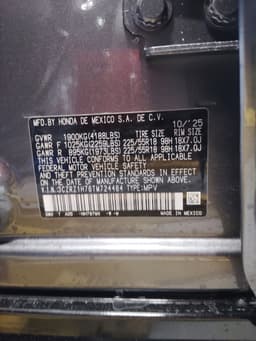 MFD.BY HONDA DE MEXICO S.A. DE C.V. 10/'25
GVWR 1900KG(4188LBS) TIRE SIZE RIM SIZE
GAWR F 1025KG(2259LBS) 225/55R18 98H 18X7.0J
GAWR R 895KG(1971LBS) 225/55R18 98H 18X7.0J
THIS VEHICLE CONFORMS TO ALL APPLICABLE
FEDERAL MOTOR VEHICLE SAFETY
AND THEFT PREVENTION STANDARDS IN EFFECT
ON THE DATE OF MANUFACTURE SHOWN ABOVE.
V.I.N. TYPE:MPV
MADE IN
MEXICO